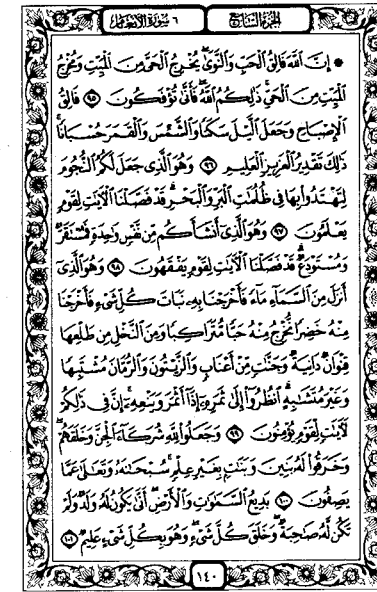 الجزء السابع ٦ سورة الأنعام
۞ إِنَّ ٱللَّهَ فَالِقُ ٱلْحَبِّ وَٱلنَّوَىٰ يُخْرِجُ ٱلْحَىَّ مِنَ ٱلْمَيِّتِ وَمُخْرِجُ
ٱلْمَيِّتِ مِنَ ٱلْحَىِّ ذَٰلِكُمُ ٱللَّهُ فَأَنَّىٰ تُؤْفَكُونَ ٩٥ فَالِقُ
ٱلْإِصْبَاحِ وَجَعَلَ ٱلَّيْلَ سَكَنًا وَٱلشَّمْسَ وَٱلْقَمَرَ حُسْبَانًا
ذَٰلِكَ تَقْدِيرُ ٱلْعَزِيزِ ٱلْعَلِيمِ ٩٦ وَهُوَ ٱلَّذِى جَعَلَ لَكُمُ ٱلنُّجُومَ
لِتَهْتَدُوا۟ بِهَا فِى ظُلُمَٰتِ ٱلْبَرِّ وَٱلْبَحْرِ قَدْ فَصَّلْنَا ٱلْءَايَٰتِ لِقَوْمٍ
يَعْلَمُونَ ٩٧ وَهُوَ ٱلَّذِىٓ أَنشَأَكُم مِّن نَّفْسٍ وَٰحِدَةٍ فَمُسْتَقَرٌّ
وَمُسْتَوْدَعٌ قَدْ فَصَّلْنَا ٱلْءَايَٰتِ لِقَوْمٍ يَفْقَهُونَ ٩٨ وَهُوَ ٱلَّذِىٓ
أَنزَلَ مِنَ ٱلسَّمَآءِ مَآءً فَأَخْرَجْنَا بِهِۦ نَبَاتَ كُلِّ شَىْءٍ فَأَخْرَجْنَا
مِنْهُ خَضِرًا نُّخْرِجُ مِنْهُ حَبًّا مُّتَرَاكِبًا وَمِنَ ٱلنَّخْلِ مِن طَلْعِهَا
قِنْوَانٌ دَانِيَةٌ وَجَنَّٰتٍ مِّنْ أَعْنَابٍ وَٱلزَّيْتُونَ وَٱلرُّمَّانَ مُشْتَبِهًا
وَغَيْرَ مُتَشَٰبِهٍ ٱنظُرُوٓا۟ إِلَىٰ ثَمَرِهِۦٓ إِذَآ أَثْمَرَ وَيَنْعِهِۦٓ إِنَّ فِى ذَٰلِكُمْ
لَءَايَٰتٍ لِّقَوْمٍ يُؤْمِنُونَ ٩٩ وَجَعَلُوا۟ لِلَّهِ شُرَكَآءَ ٱلْجِنَّ وَخَلَقَهُمْ
وَخَرَقُوا۟ لَهُۥ بَنِينَ وَبَنَٰتٍۭ بِغَيْرِ عِلْمٍ سُبْحَٰنَهُۥ وَتَعَٰلَىٰ عَمَّا
يَصِفُونَ ١٠٠ بَدِيعُ ٱلسَّمَٰوَٰتِ وَٱلْأَرْضِ أَنَّىٰ يَكُونُ لَهُۥ وَلَدٌ وَلَمْ
تَكُن لَّهُۥ صَٰحِبَةٌ وَخَلَقَ كُلَّ شَىْءٍ وَهُوَ بِكُلِّ شَىْءٍ عَلِيمٌ ١٠١
١٤٠